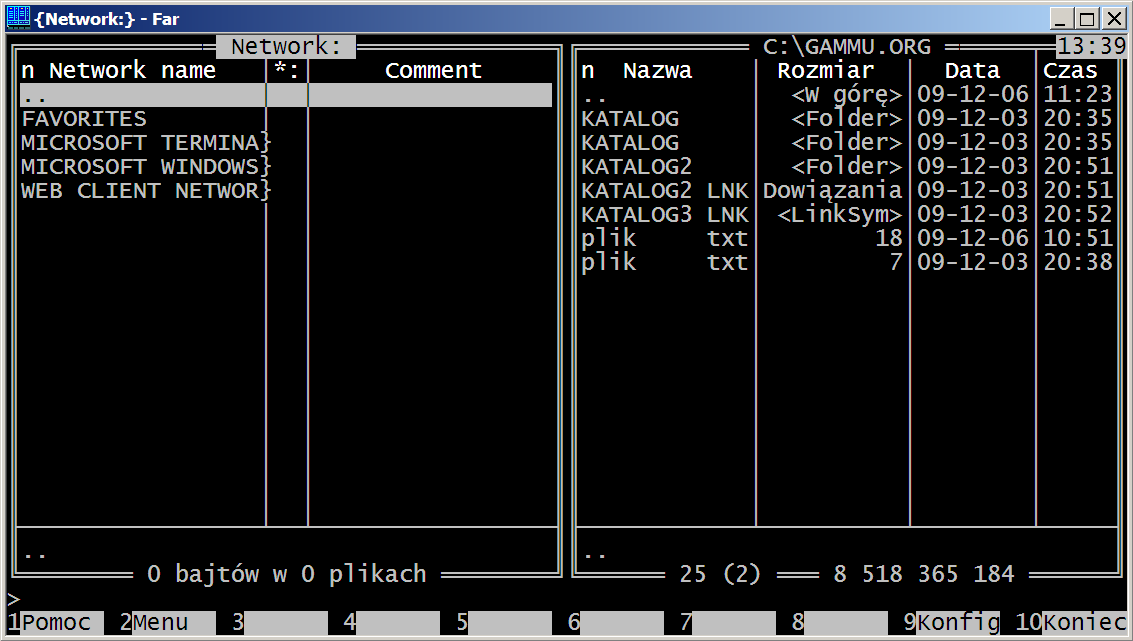 {Network:} - Far
Network: C:\GAMMU.ORG 13:39
n Network name *: Comment n Nazwa Rozmiar Data Czas
.. .. <W górę> 09-12-06 11:23
FAVORITES KATALOG <Folder> 09-12-03 20:35
MICROSOFT TERMINA} KATALOG <Folder> 09-12-03 20:35
MICROSOFT WINDOWS} KATALOG2 <Folder> 09-12-03 20:51
WEB CLIENT NETWOR} KATALOG2 LNK Dowiązania 09-12-03 20:51
KATALOG3 LNK <LinkSym> 09-12-03 20:52
plik txt 18 09-12-06 10:51
plik txt 7 09-12-03 20:38
.. ..
0 bajtów w 0 plikach 25 (2) 8 518 365 184
>
1Pomoc 2Menu 3 4 5 6 7 8 9Konfig 10Koniec